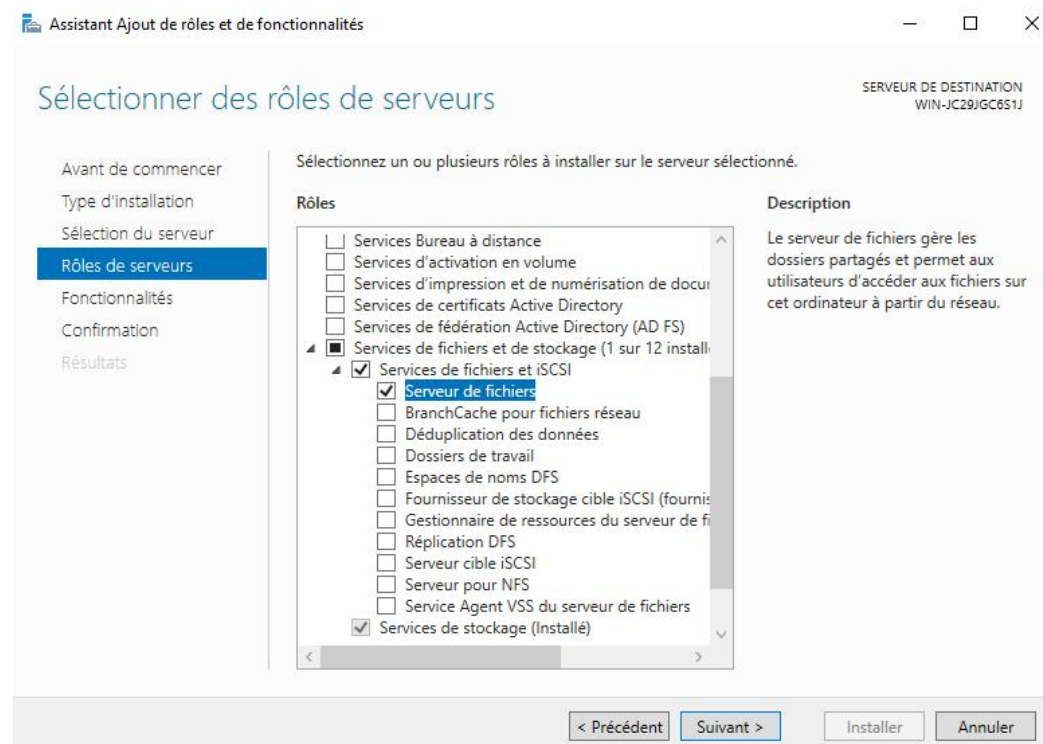 Assistant Ajout de rôles et de fonctionnalités
Sélectionner des rôles de serveurs
SERVEUR DE DESTINATION
WIN-JC29JGC6S1J
Avant de commencer
Type d'installation
Sélection du serveur
Rôles de serveurs
Fonctionnalités
Confirmation
Résultats
Sélectionnez un ou plusieurs rôles à installer sur le serveur sélectionné.
Rôles
Services Bureau à distance
Services d'activation en volume
Services d'impression et de numérisation de docur
Services de certificats Active Directory
Services de fédération Active Directory (AD FS)
Services de fichiers et de stockage (1 sur 12 install
Services de fichiers et iSCSI
Serveur de fichiers
BranchCache pour fichiers réseau
Déduplication des données
Dossiers de travail
Espaces de noms DFS
Fournisseur de stockage cible iSCSI (fournis
Gestionnaire de ressources du serveur de fi
Réplication DFS
Serveur cible iSCSI
Serveur pour NFS
Service Agent VSS du serveur de fichiers
Services de stockage (Installé)
Description
Le serveur de fichiers gère les
dossiers partagés et permet aux
utilisateurs d'accéder aux fichiers sur
cet ordinateur à partir du réseau.
< Précédent
Suivant >
Installer
Annuler